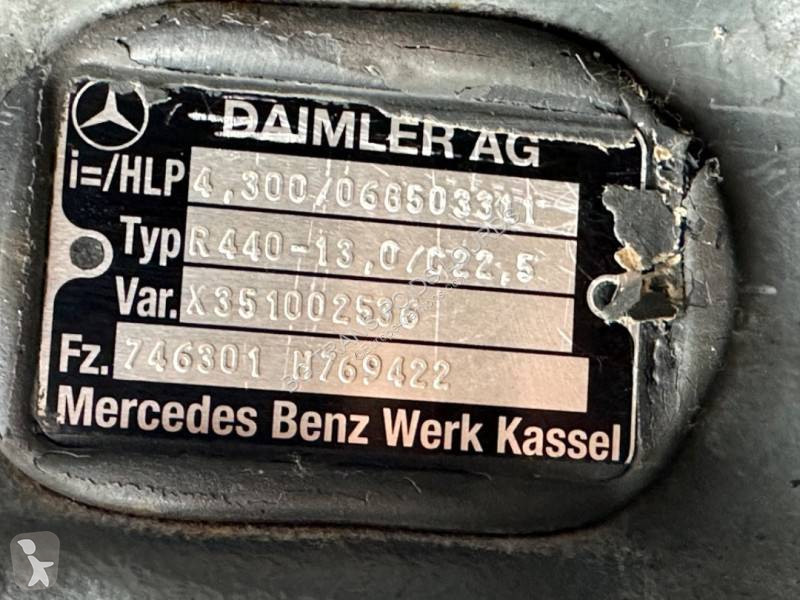 DAIMLER AG
i=/HLP 4,300/066503311
Typ R440-13,0/C22,5
Var. X351002536
Fz. 746301 N769422
Mercedes Benz Werk Kassel